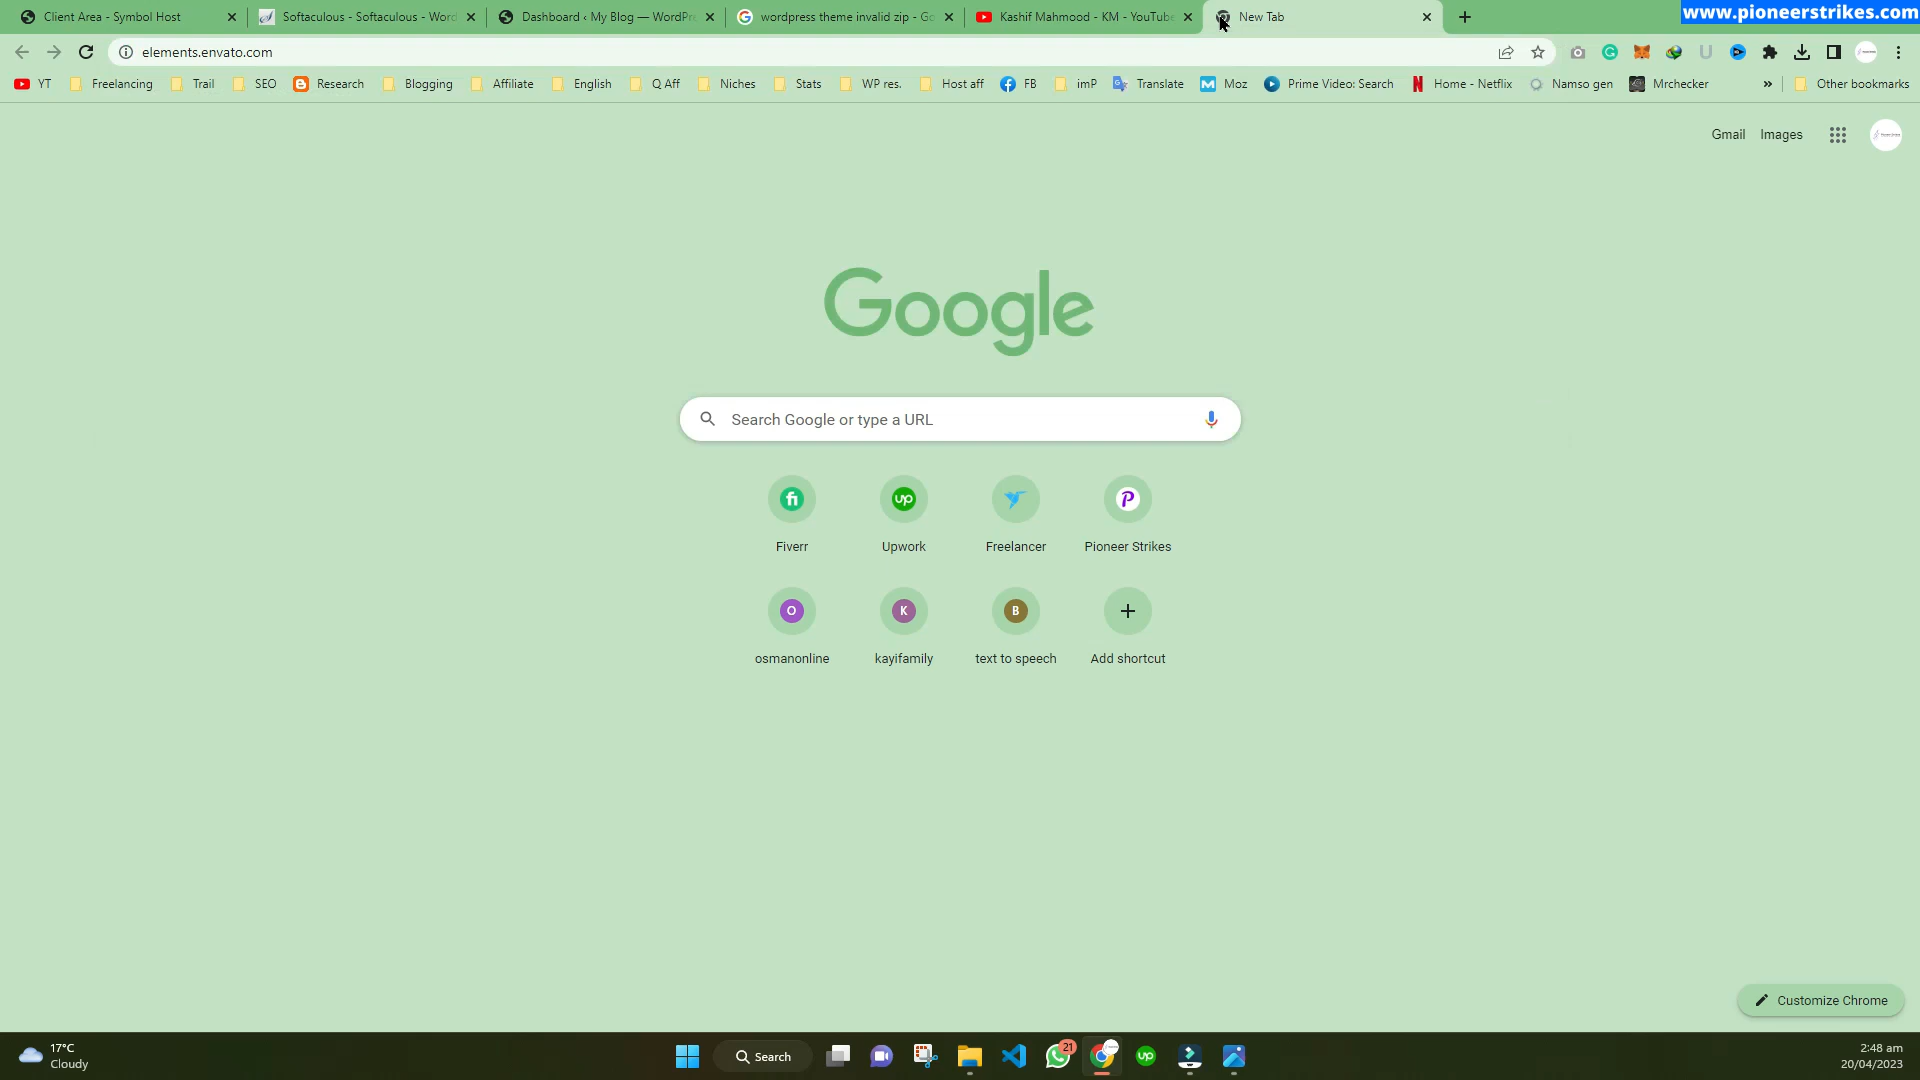 Client Area - Symbol Host
Softaculous - Softaculous - Word
Dashboard ‹ My Blog — WordPre
wordpress theme invalid zip - Go
Kashif Mahmood - KM - YouTube
New Tab
www.pioneerstrikes.com
elements.envato.com
YT
Freelancing
Trail
SEO
Research
Blogging
Affiliate
English
Q Aff
Niches
Stats
WP res.
Host aff
FB
imP
Translate
Moz
Prime Video: Search
Home - Netflix
Namso gen
Mrchecker
»
Other bookmarks
Gmail
Images
Google
Search Google or type a URL
Fiverr
Upwork
Freelancer
Pioneer Strikes
O
K
B
osmanonline
kayifamily
text to speech
Add shortcut
Customize Chrome
17°C
Cloudy
Search
21
2:48 am
20/04/2023